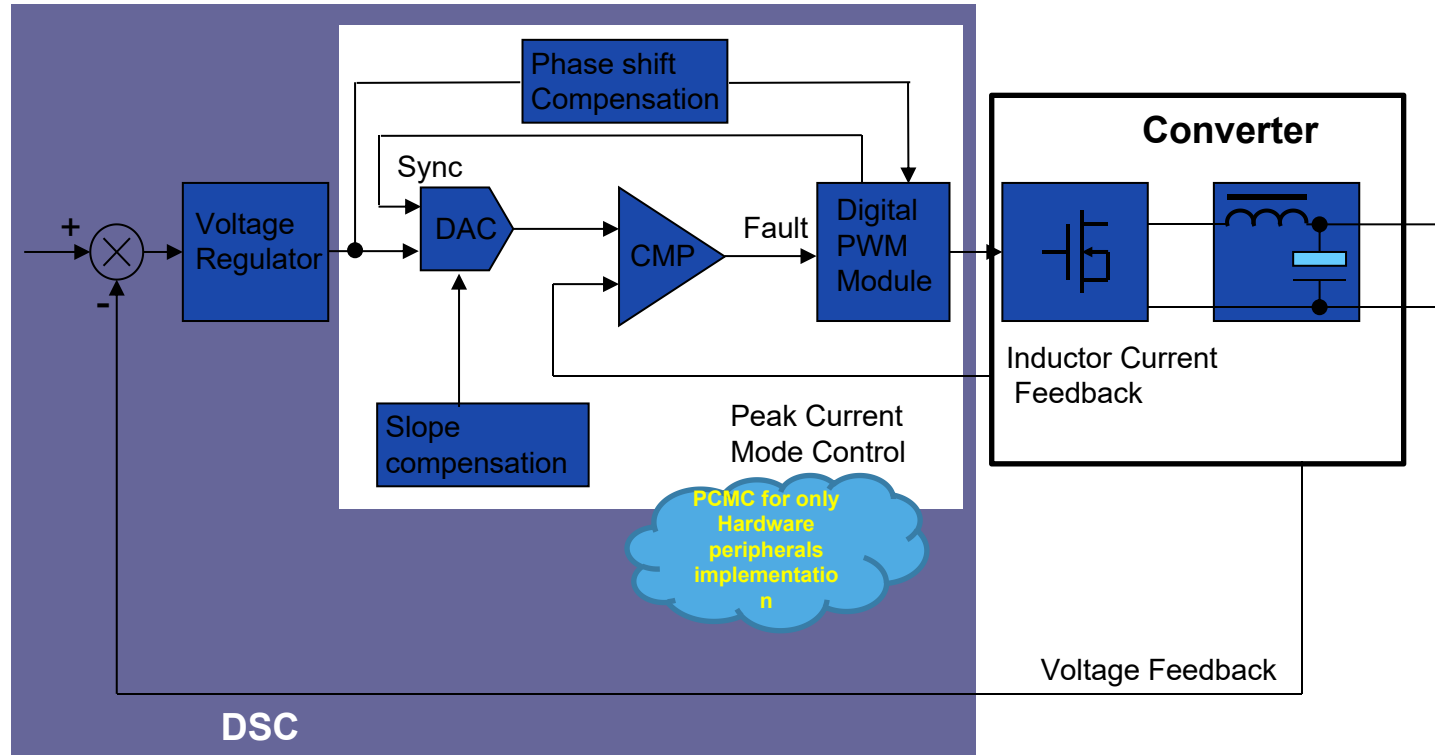 Phase shift
Compensation
Converter
Sync
+
Voltage
Regulator
DAC
CMP
Fault
Digital
PWM
Module
-
Inductor Current
Feedback
Slope
compensation
Peak Current
Mode Control
PCMC for only
Hardware
peripherals
implementatio
n
Voltage Feedback
DSC